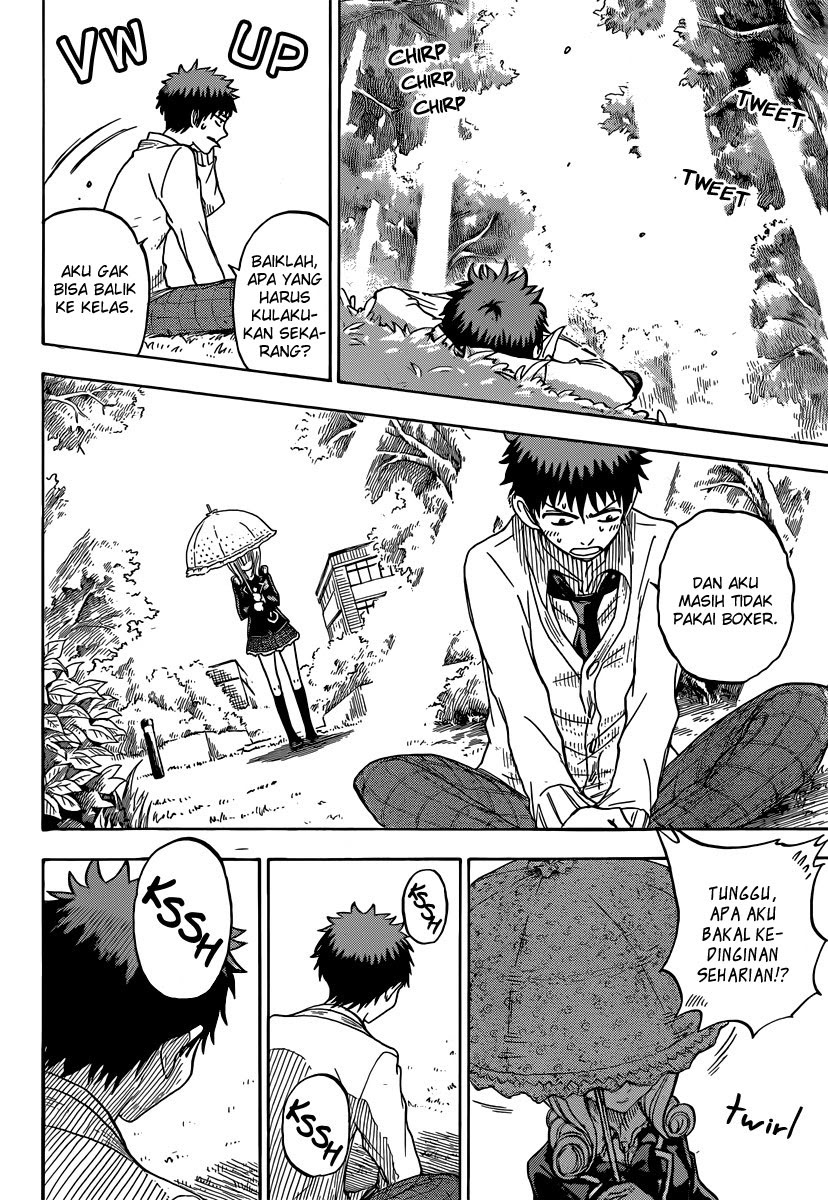 CHIRP
CHIRP
CHIRP
TWEET
TWEET
VW UP
BAIKLAH,
APA YANG
HARUS
KULAKU-
KAN SEKA-
RANG?
AKU GAK
BISA BALIK
KE KELAS.
DAN AKU
MASIH TIDAK
PAKAI BOXER.
TUNGGU,
APA AKU
BAKAL KE-
DINGINAN
SEHARIAN!?
twirl
KSSH
KSSH
KSSH